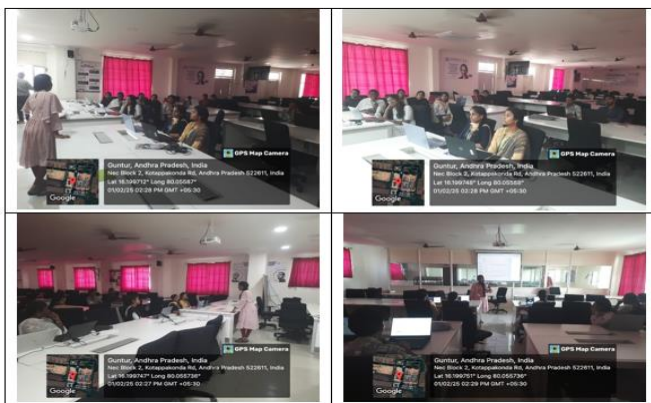 GPS Map Camera
Guntur, Andhra Pradesh, India
Nec Block 2, Kotappakonda Rd, Andhra Pradesh 522611, India
Lat 16.199712° Long 80.05587°
01/02/25 02:28 PM GMT +05:30
Google
GPS Map Camera
Guntur, Andhra Pradesh, India
Nec Block 2, Kotappakonda Rd, Andhra Pradesh 522611, India
Lat 16.199748° Long
01/02/25 02:28 PM GMT +05:30
Google
GPS Map Camera
Guntur, Andhra Pradesh, India
Nec Block 2, Kotappakonda Rd, Andhra Pradesh 522611, India
Lat 16.199747° Long 80.055738°
01/02/25 02:27 PM GMT +05:30
Google
GPS Map Camera
Guntur, Andhra Pradesh, India
Nec Block 2, Kotappakonda Rd, Andhra Pradesh 522611, India
Lat 16.199751° Long 80.055736°
01/02/25 02:29 PM GMT +05:30
Google